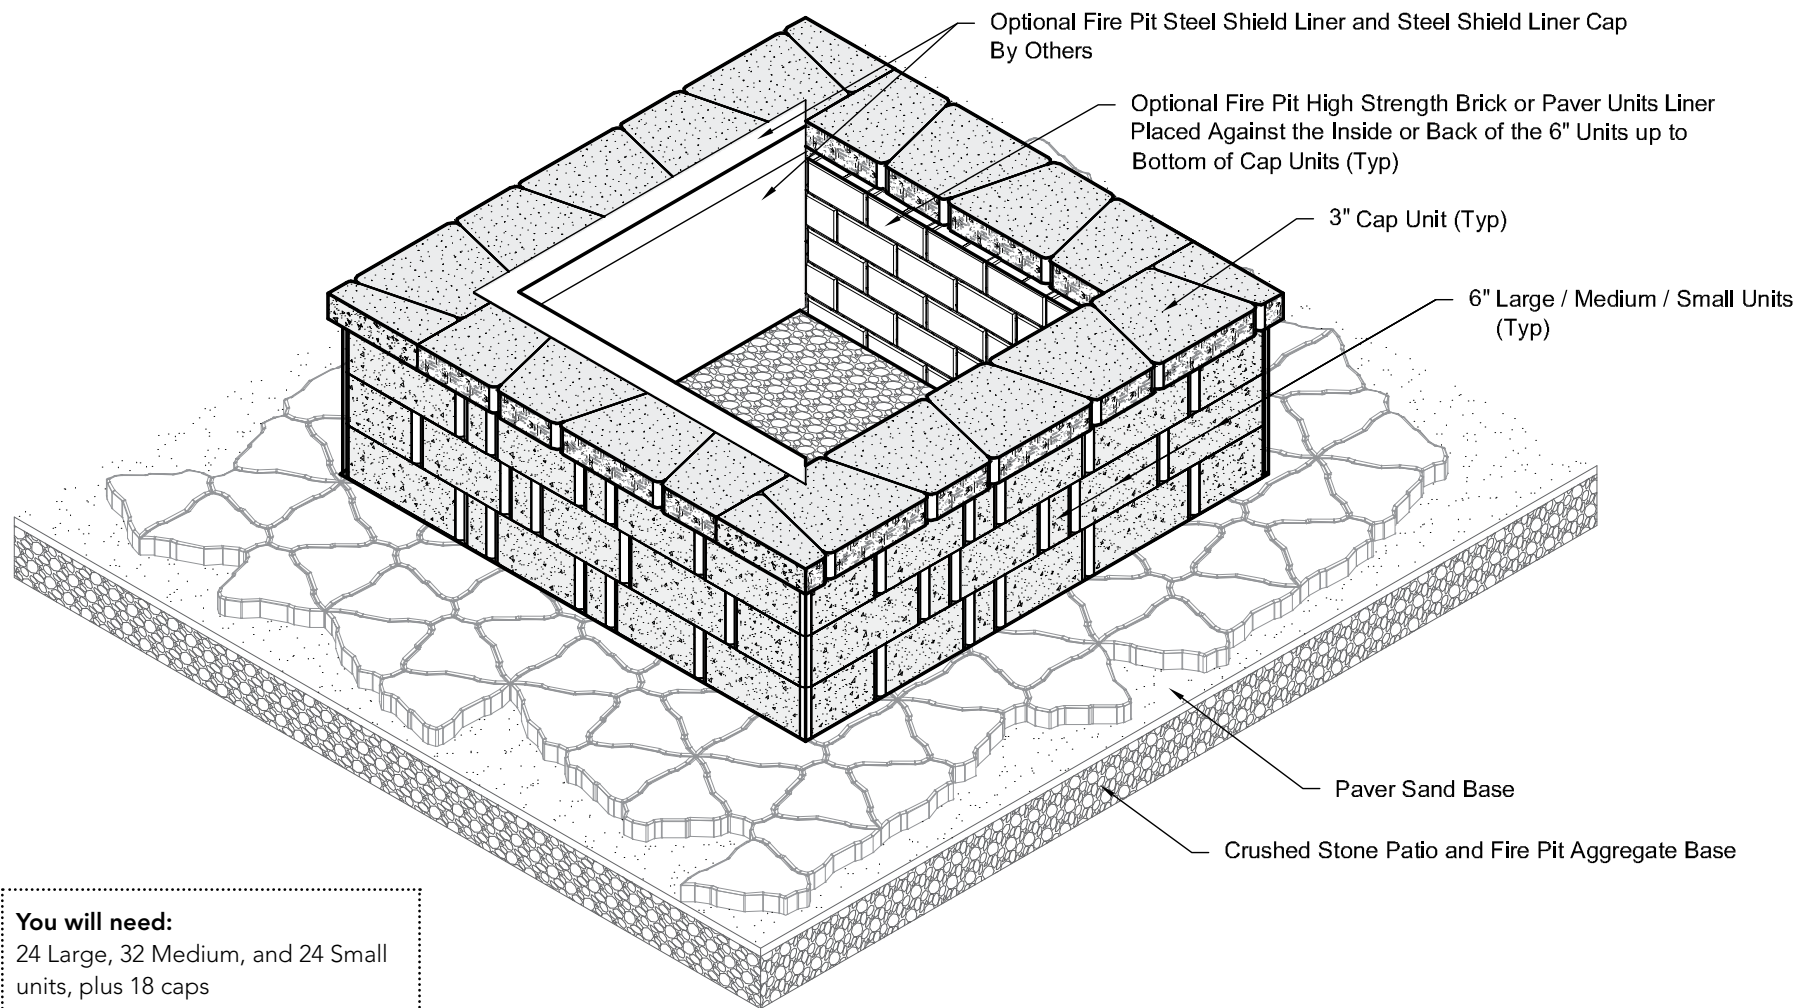 Optional Fire Pit Steel Shield Liner and Steel Shield Liner Cap
By Others
Optional Fire Pit High Strength Brick or Paver Units Liner
Placed Against the Inside or Back of the 6" Units up to
Bottom of Cap Units (Typ)
3" Cap Unit (Typ)
6" Large / Medium / Small Units
(Typ)
Paver Sand Base
Crushed Stone Patio and Fire Pit Aggregate Base
You will need:
24 Large, 32 Medium, and 24 Small
units, plus 18 caps